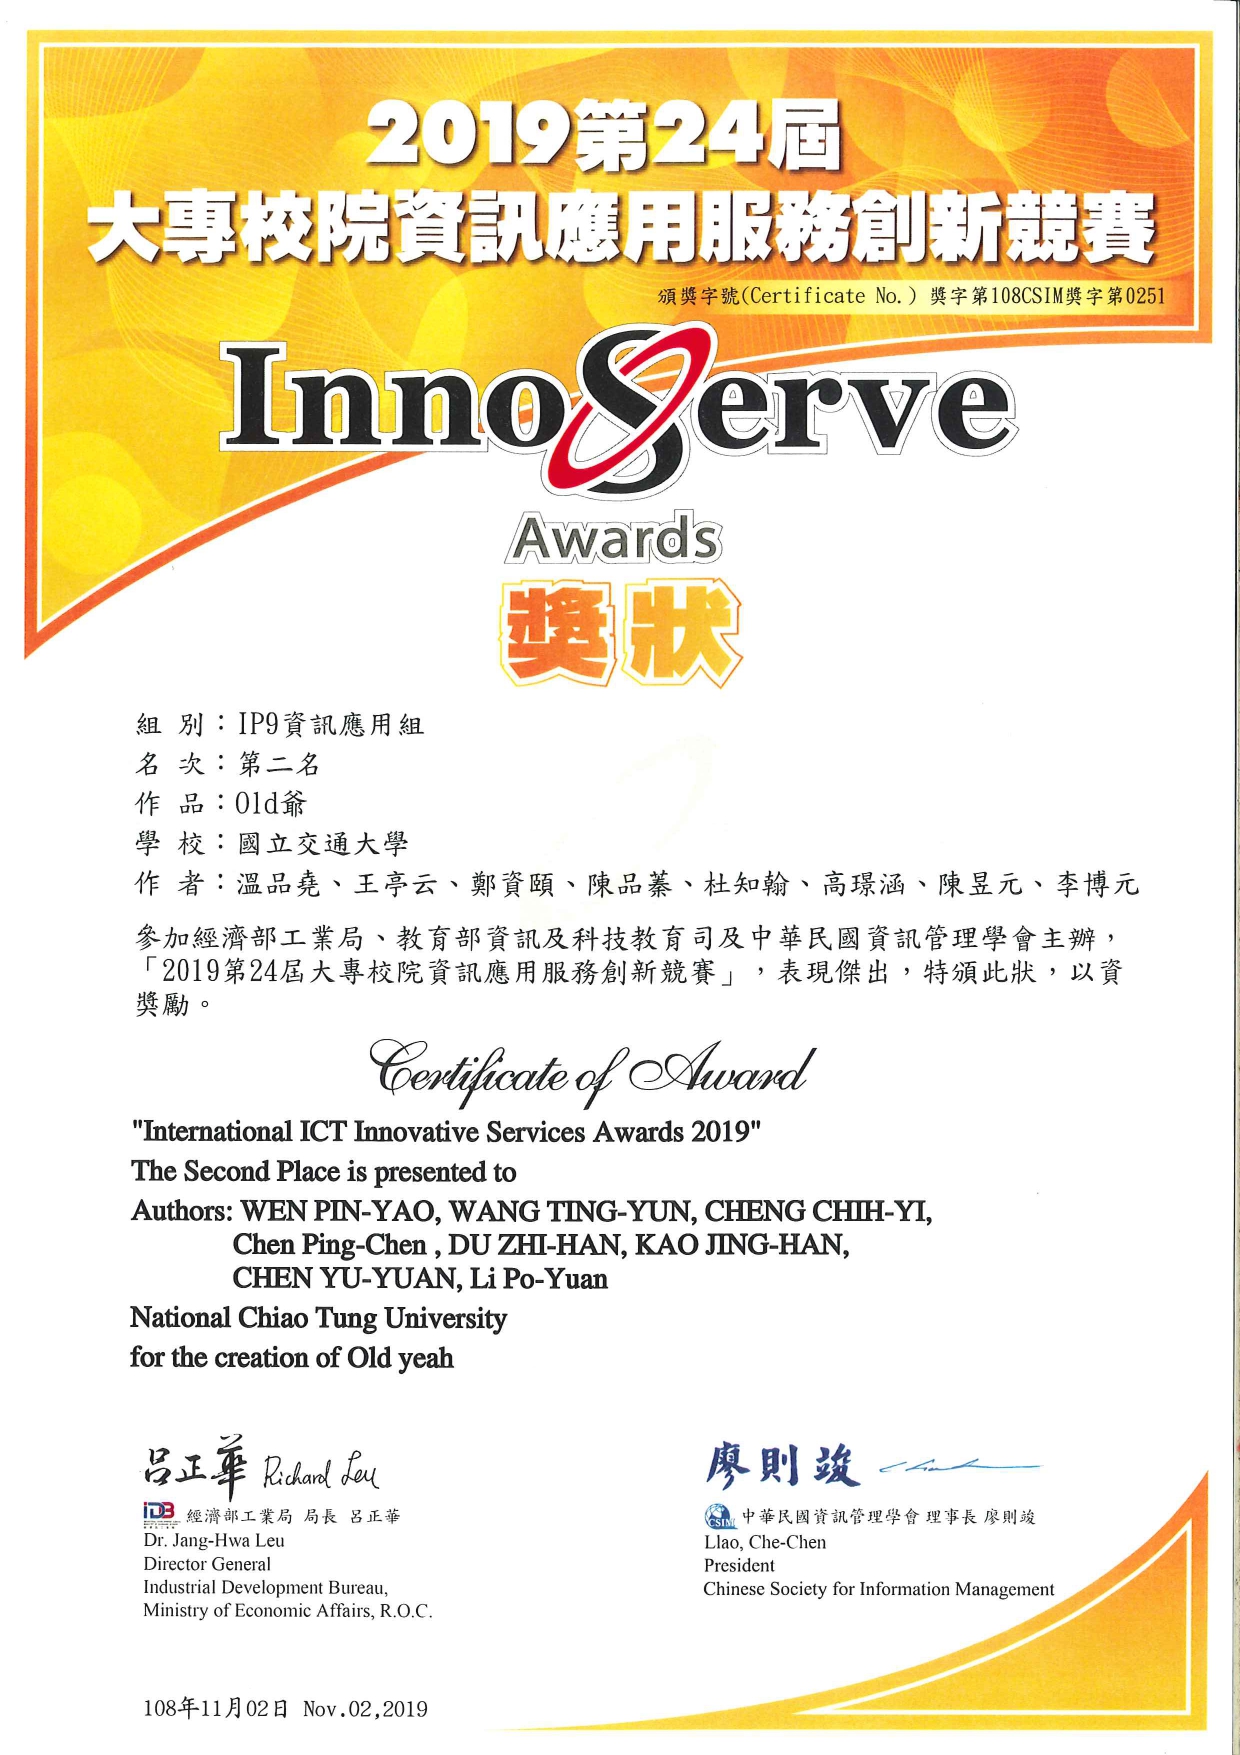 2019第24屆
大專校院資訊應用服務創新競賽
頒獎字號(Certificate No.) 獎字第108CSIM獎字第0251
InnoServe
Awards
獎狀
組 別：IP9資訊應用組
名 次：第二名
作 品：Old爺
學 校：國立交通大學
作 者：溫品堯、王亭云、鄭資頤、陳品蓁、杜知翰、高璟涵、陳昱元、李博元
參加經濟部工業局、教育部資訊及科技教育司及中華民國資訊管理學會主辦，
「2019第24屆大專校院資訊應用服務創新競賽」，表現傑出，特頒此狀，以資
獎勵。
Certificate of Award
"International ICT Innovative Services Awards 2019"
The Second Place is presented to
Authors: WEN PIN-YAO, WANG TING-YUN, CHENG CHIH-YI,
Chen Ping-Chen , DU ZHI-HAN, KAO JING-HAN,
CHEN YU-YUAN, Li Po-Yuan
National Chiao Tung University
for the creation of Old yeah
呂正華 Richard Leu
廖則竣
IDB 經濟部工業局 局長 呂正華
Dr. Jang-Hwa Leu
Director General
Industrial Development Bureau,
Ministry of Economic Affairs, R.O.C.
CSIM 中華民國資訊管理學會 理事長 廖則竣
LIao, Che-Chen
President
Chinese Society for Information Management
108年11月02日 Nov.02,2019